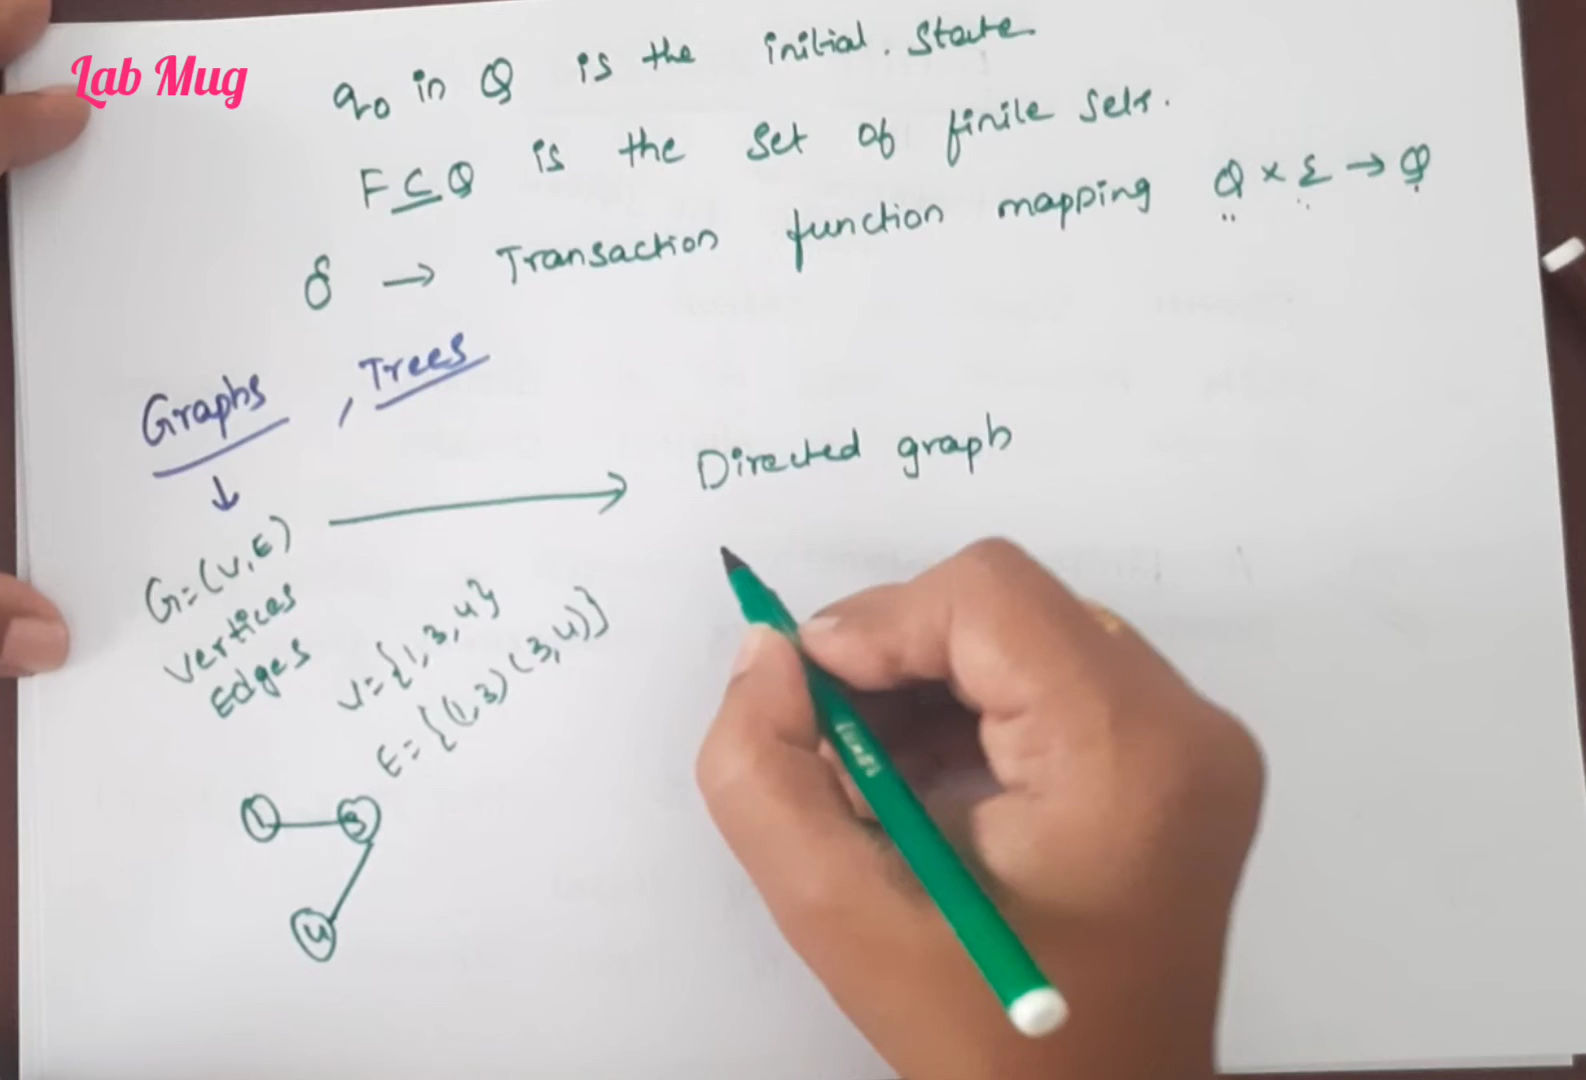 Lab Mug
q0 in Q is the initial state
F ⊆ Q is the set of finite sets.
δ → Transaction function mapping Q × Σ → Q
Graphs, Trees
↓
G=(V,E) → Directed graph
vertices
Edges
V={1,3,4}
E={(1,3)(3,4)}
1 3
4